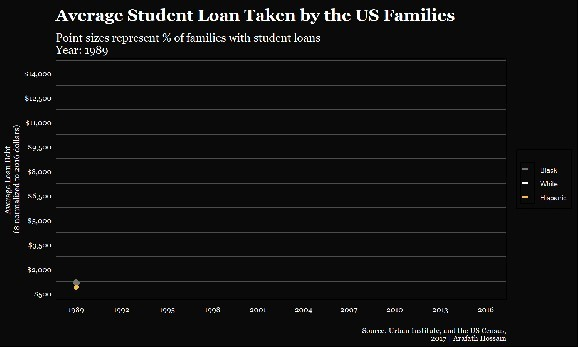 Average Student Loan Taken by the US Families
Point sizes represent % of families with student loans
Year: 1989
$14,000
$12,500
$11,000
$9,500
$8,000
$6,500
$5,000
$3,500
$2,000
$500
Average Loan Debt
($ normalized to 2016 dollars)
1989
1992
1995
1998
2001
2004
2007
2010
2013
2016
Black
White
Hispanic
Source: Urban Institute, and the US Census,
2017 - Arafath Hossain